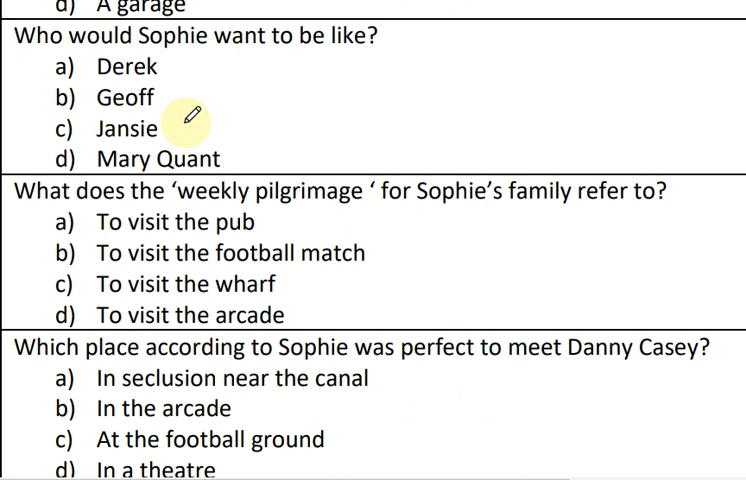 d) A garage
Who would Sophie want to be like?
a) Derek
b) Geoff
c) Jansie
d) Mary Quant
What does the ‘weekly pilgrimage ‘ for Sophie’s family refer to?
a) To visit the pub
b) To visit the football match
c) To visit the wharf
d) To visit the arcade
Which place according to Sophie was perfect to meet Danny Casey?
a) In seclusion near the canal
b) In the arcade
c) At the football ground
d) In a theatre